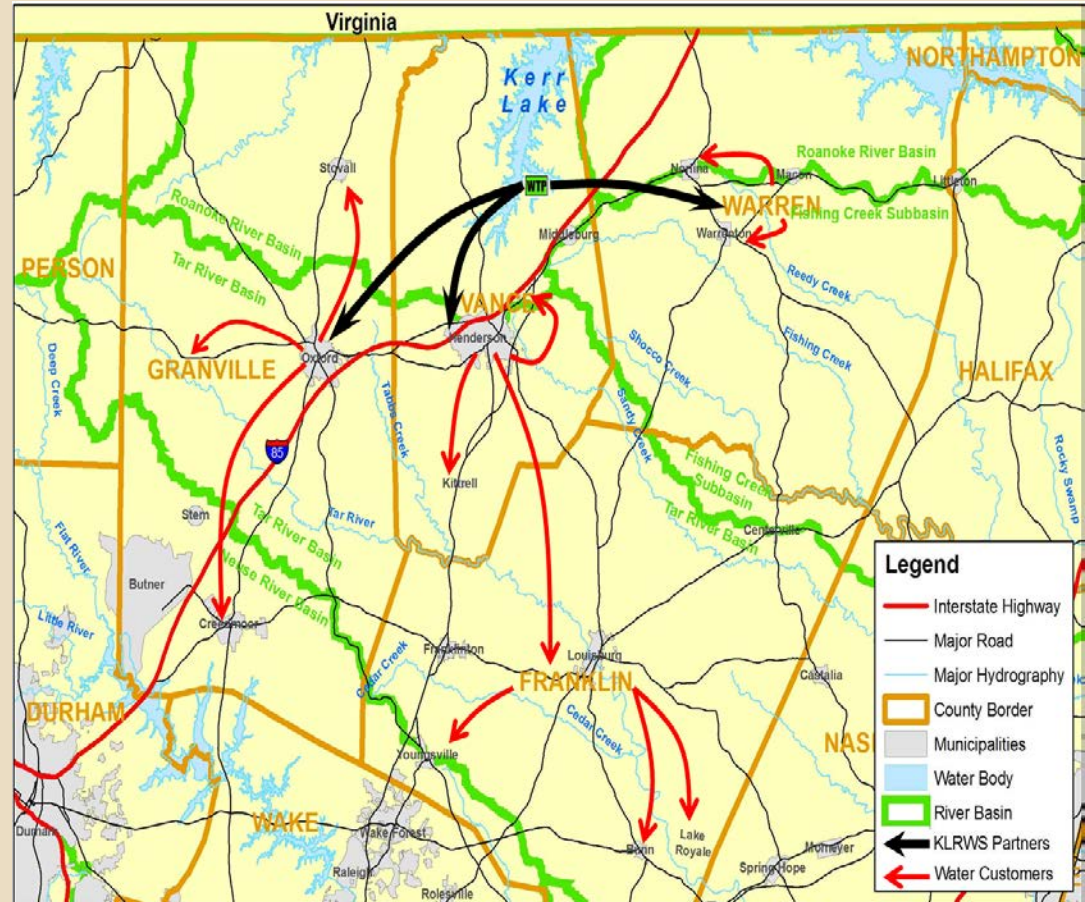 Virginia
NORTHAMPTON
Kerr
Lake
Stovall
WTP
Norlina
Macon
Roanoke River Basin
Littleton
WARREN
Fishing Creek Subbasin
Warrenton
Middleburg
Roanoke River Basin
Tar River Basin
PERSON
Reedy Creek
VANCE
Henderson
Oxford
GRANVILLE
Deep Creek
Tabbs Creek
Shocco Creek
Sandy Creek
Fishing Creek
HALIFAX
85
Kittrell
Fishing Creek
Subbasin
Tar River Basin
Rocky Swamp
Stem
Tar River
Tar River Basin
Neuse River Basin
Centerville
Flat River
Butner
Little River
Creedmoor
Franklinton
Louisburg
Cedar Creek
Castalia
FRANKLIN
DURHAM
Cedar Creek
NAS
Youngsville
WAKE
Wake Forest
Durham
Bunn
Lake
Royale
Momeyer
Spring Hope
Raleigh
Rolesville
Legend
Interstate Highway
Major Road
Major Hydrography
County Border
Municipalities
Water Body
River Basin
KLRWS Partners
Water Customers